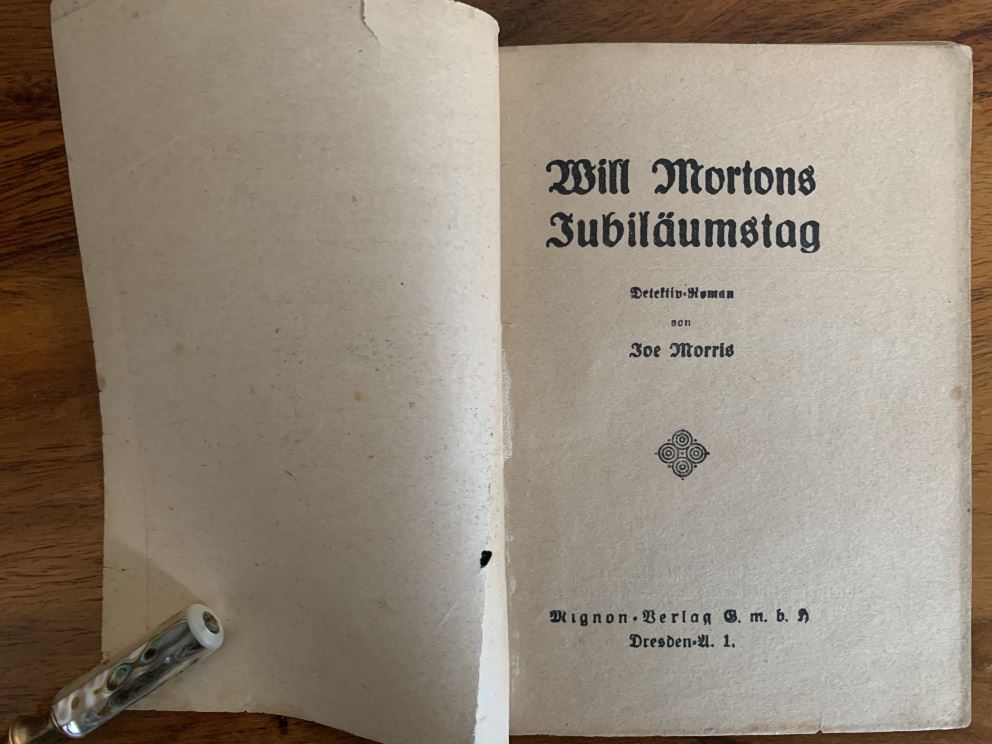 Will Mortons
Jubiläumstag
Detektiv-Roman
von
Joe Morris
Mignon-Verlag G. m. b. H
Dresden-A. 1.